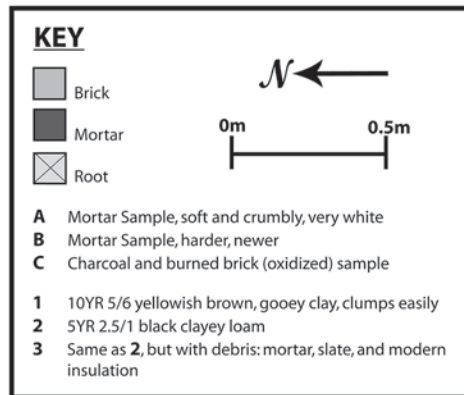 KEY
N
Brick
Mortar
0m 0.5m
Root
A Mortar Sample, soft and crumbly, very white
B Mortar Sample, harder, newer
C Charcoal and burned brick (oxidized) sample
1 10YR 5/6 yellowish brown, gooey clay, clumps easily
2 5YR 2.5/1 black clayey loam
3 Same as 2, but with debris: mortar, slate, and modern
insulation